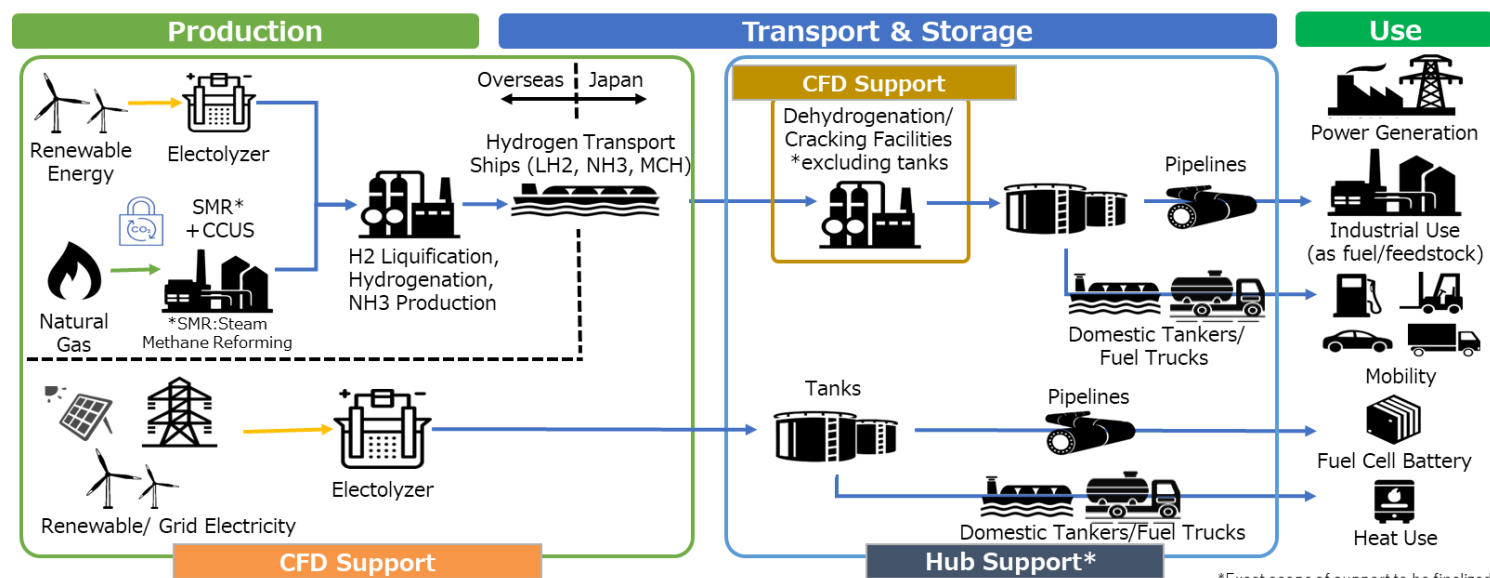 Production
Transport & Storage
Use
Overseas
Japan
CFD Support
Renewable
Energy
Electolyzer
Hydrogen Transport
Ships (LH2, NH3, MCH)
Dehydrogenation/
Cracking Facilities
*excluding tanks
Pipelines
Power Generation
CO₂
SMR*
+CCUS
H2 Liquification,
Hydrogenation,
NH3 Production
Industrial Use
(as fuel/feedstock)
Natural
Gas
*SMR:Steam
Methane Reforming
Domestic Tankers/
Fuel Trucks
Mobility
Tanks
Pipelines
Renewable/ Grid Electricity
Electolyzer
Domestic Tankers/Fuel Trucks
Fuel Cell Battery
Heat Use
CFD Support
Hub Support*